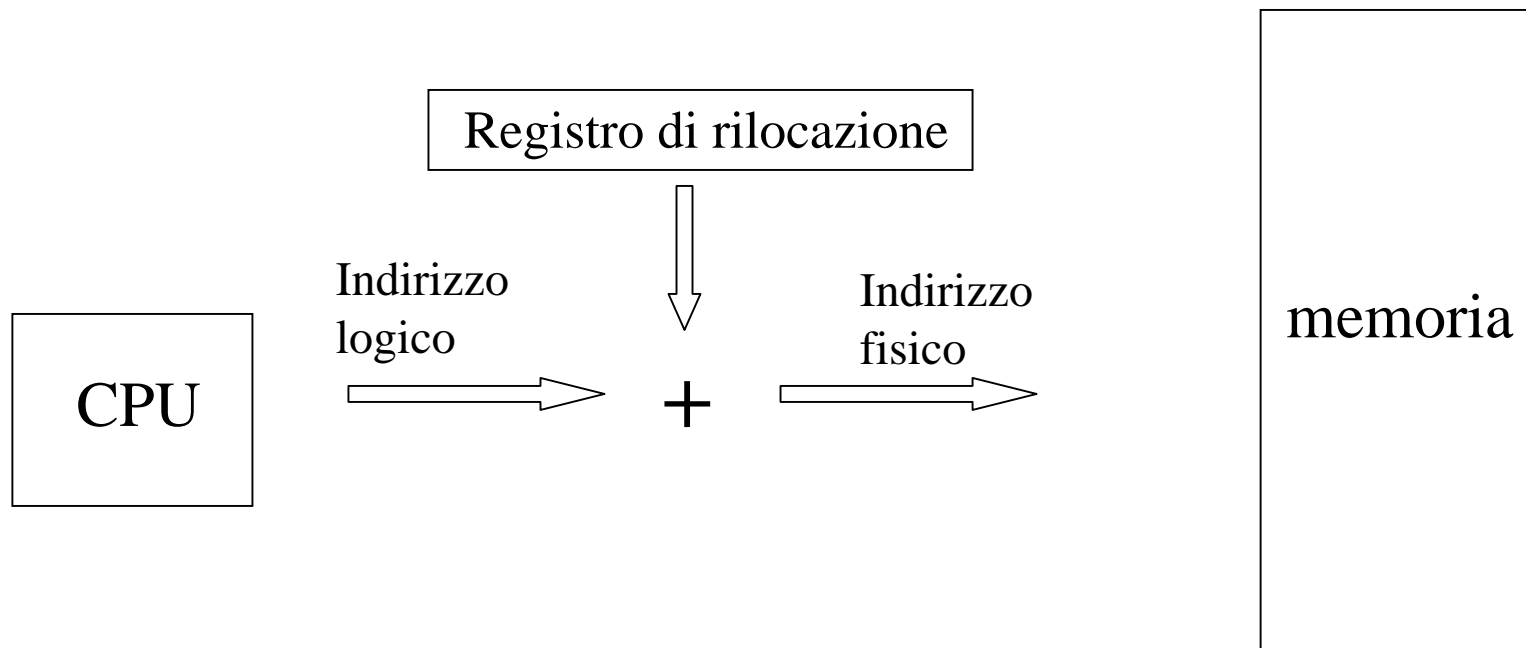 Registro di rilocazione
Indirizzo
logico
Indirizzo
fisico
memoria
CPU
+